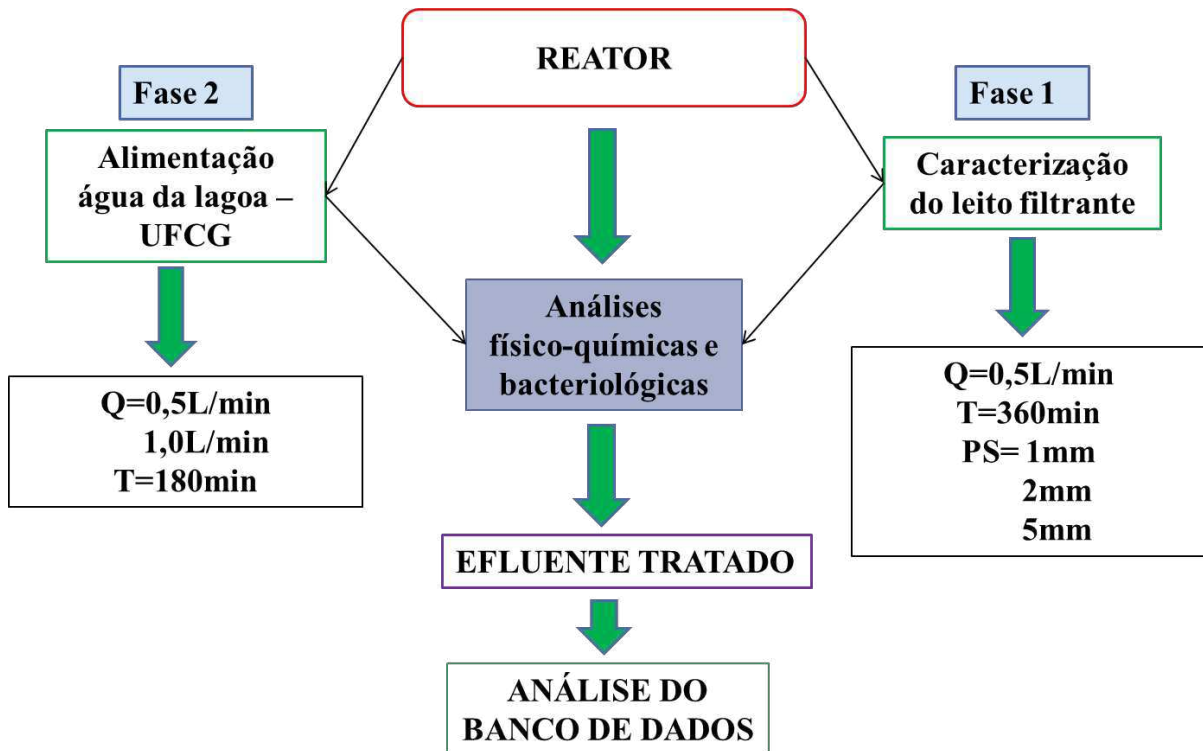 REATOR
Fase 2
Alimentação
água da lagoa –
UFCG
Q=0,5L/min
1,0L/min
T=180min
Fase 1
Caracterização
do leito filtrante
Q=0,5L/min
T=360min
PS= 1mm
2mm
5mm
Análises
físico-químicas e
bacteriológicas
EFLUENTE TRATADO
ANÁLISE DO
BANCO DE DADOS